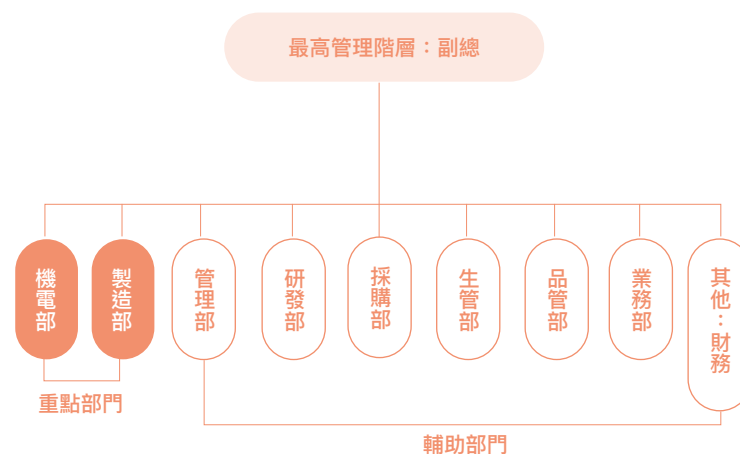 最高管理階層：副總
機電部
製造部
管理部
研發部
採購部
生管部
品管部
業務部
其他：財務
重點部門
輔助部門